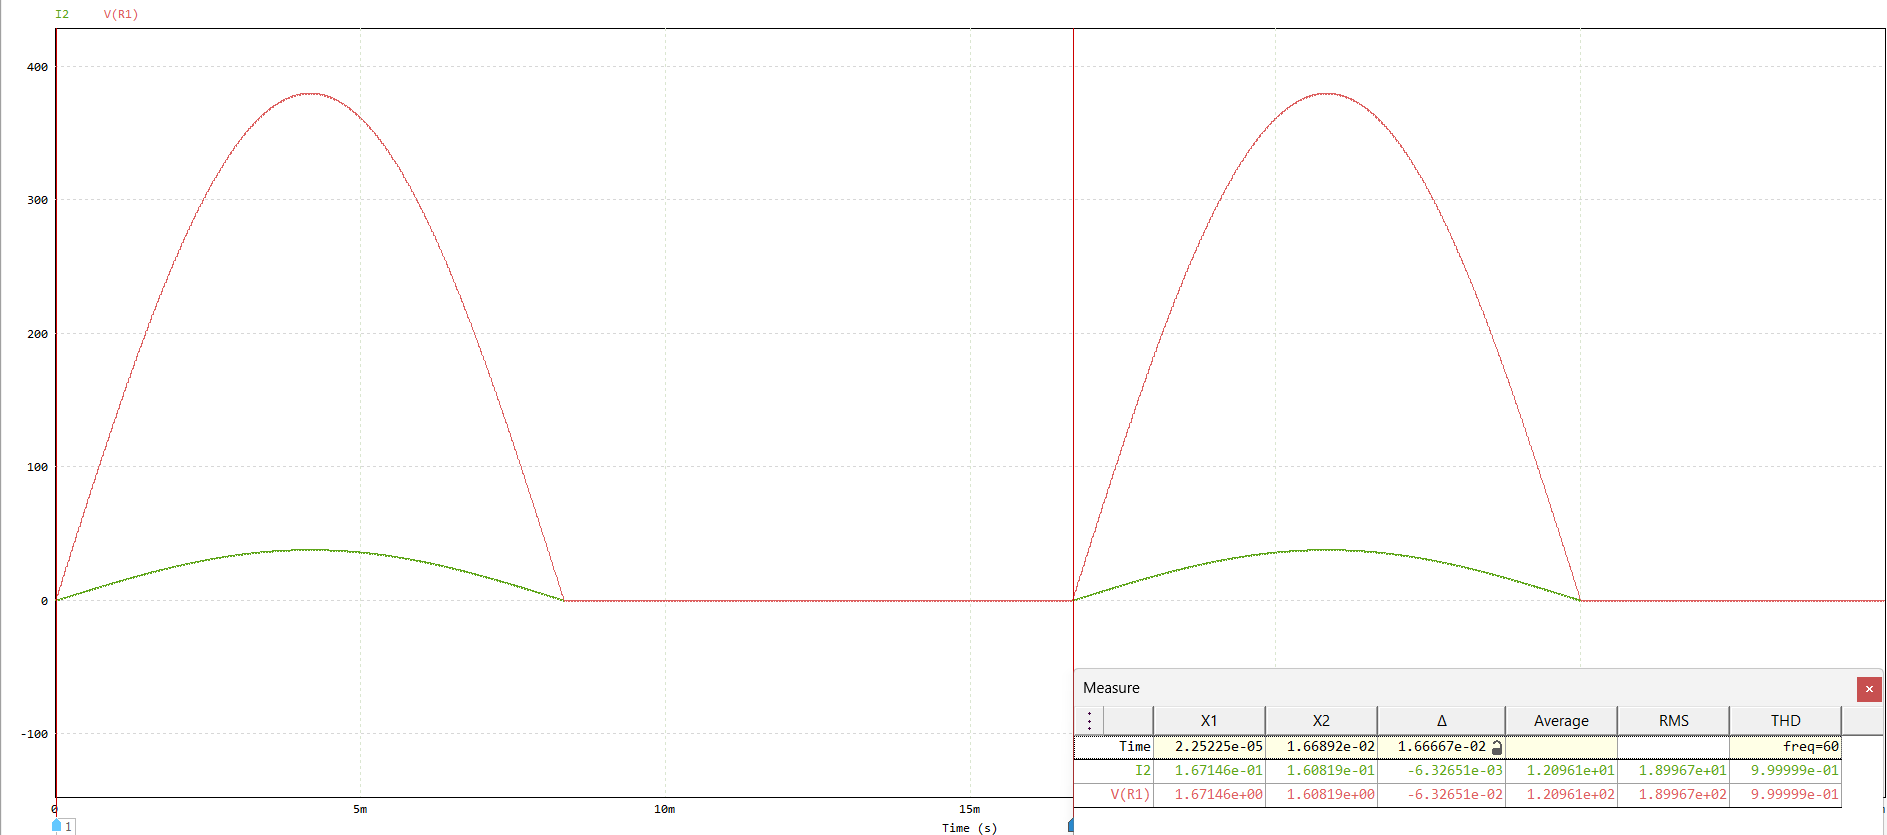 I2 V(R1)
400
300
200
100
0
-100
0 5m 10m 15m
Time (s)
1
Measure
X1 X2 Δ Average RMS THD
Time 2.25225e-05 1.66892e-02 1.66667e-02 freq=60
I2 1.67146e-01 1.60819e-01 -6.32651e-03 1.20961e+01 1.89967e+01 9.99999e-01
V(R1) 1.67146e+00 1.60819e+00 -6.32651e-02 1.20961e+02 1.89967e+02 9.99999e-01